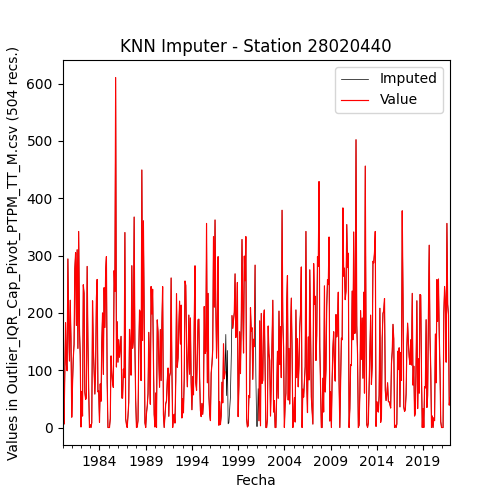 KNN Imputer - Station 28020440
Values in Outlier_IQR_Cap_Pivot_PTPM_TT_M.csv (504 recs.)
600
500
400
300
200
100
0
Imputed
Value
1984 1989 1994 1999 2004 2009 2014 2019
Fecha